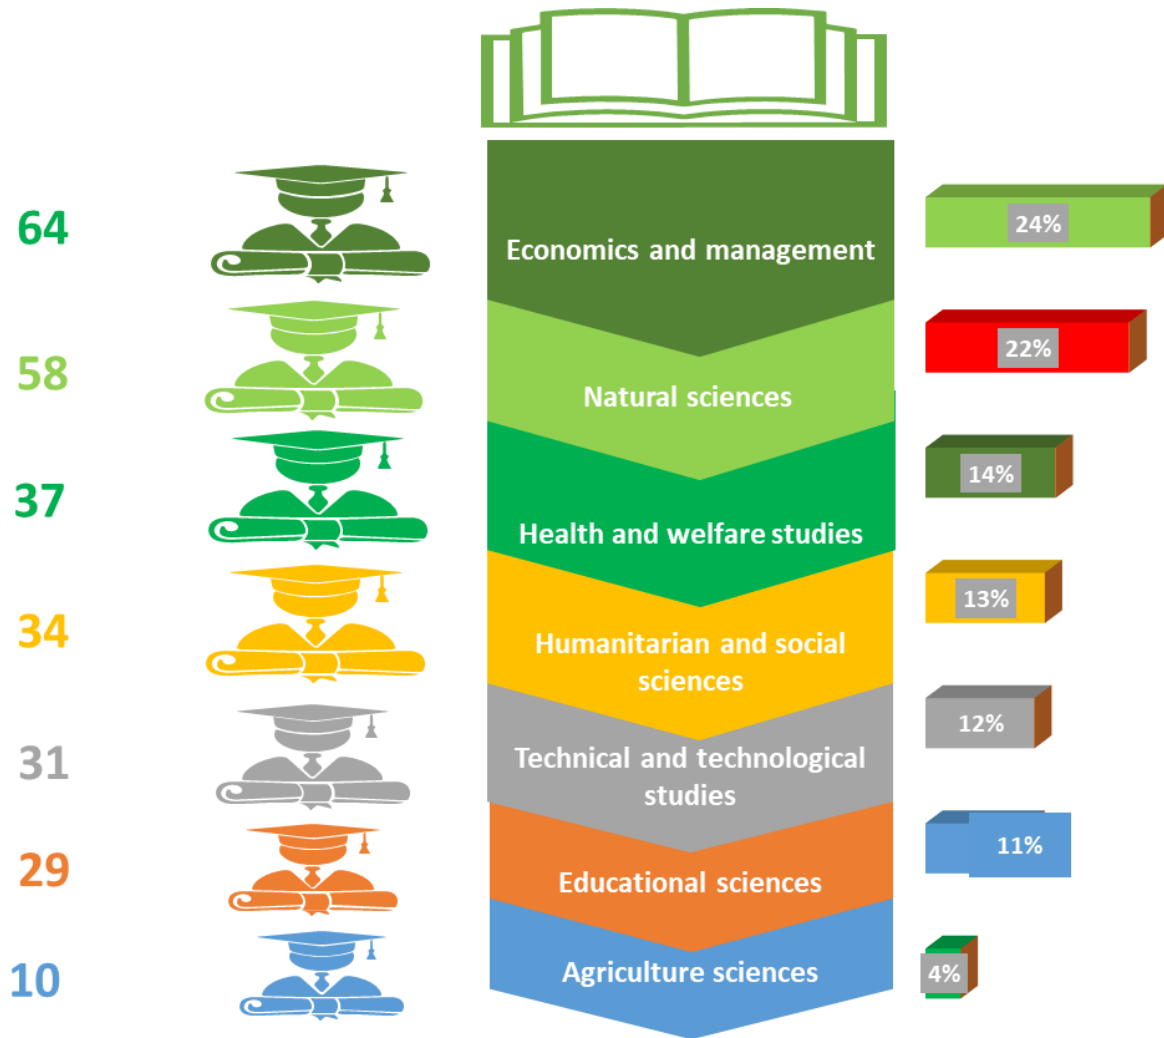 64
Economics and management
24%
58
Natural sciences
22%
37
Health and welfare studies
14%
34
Humanitarian and social
sciences
13%
31
Technical and technological
studies
12%
29
Educational sciences
11%
10
Agriculture sciences
4%